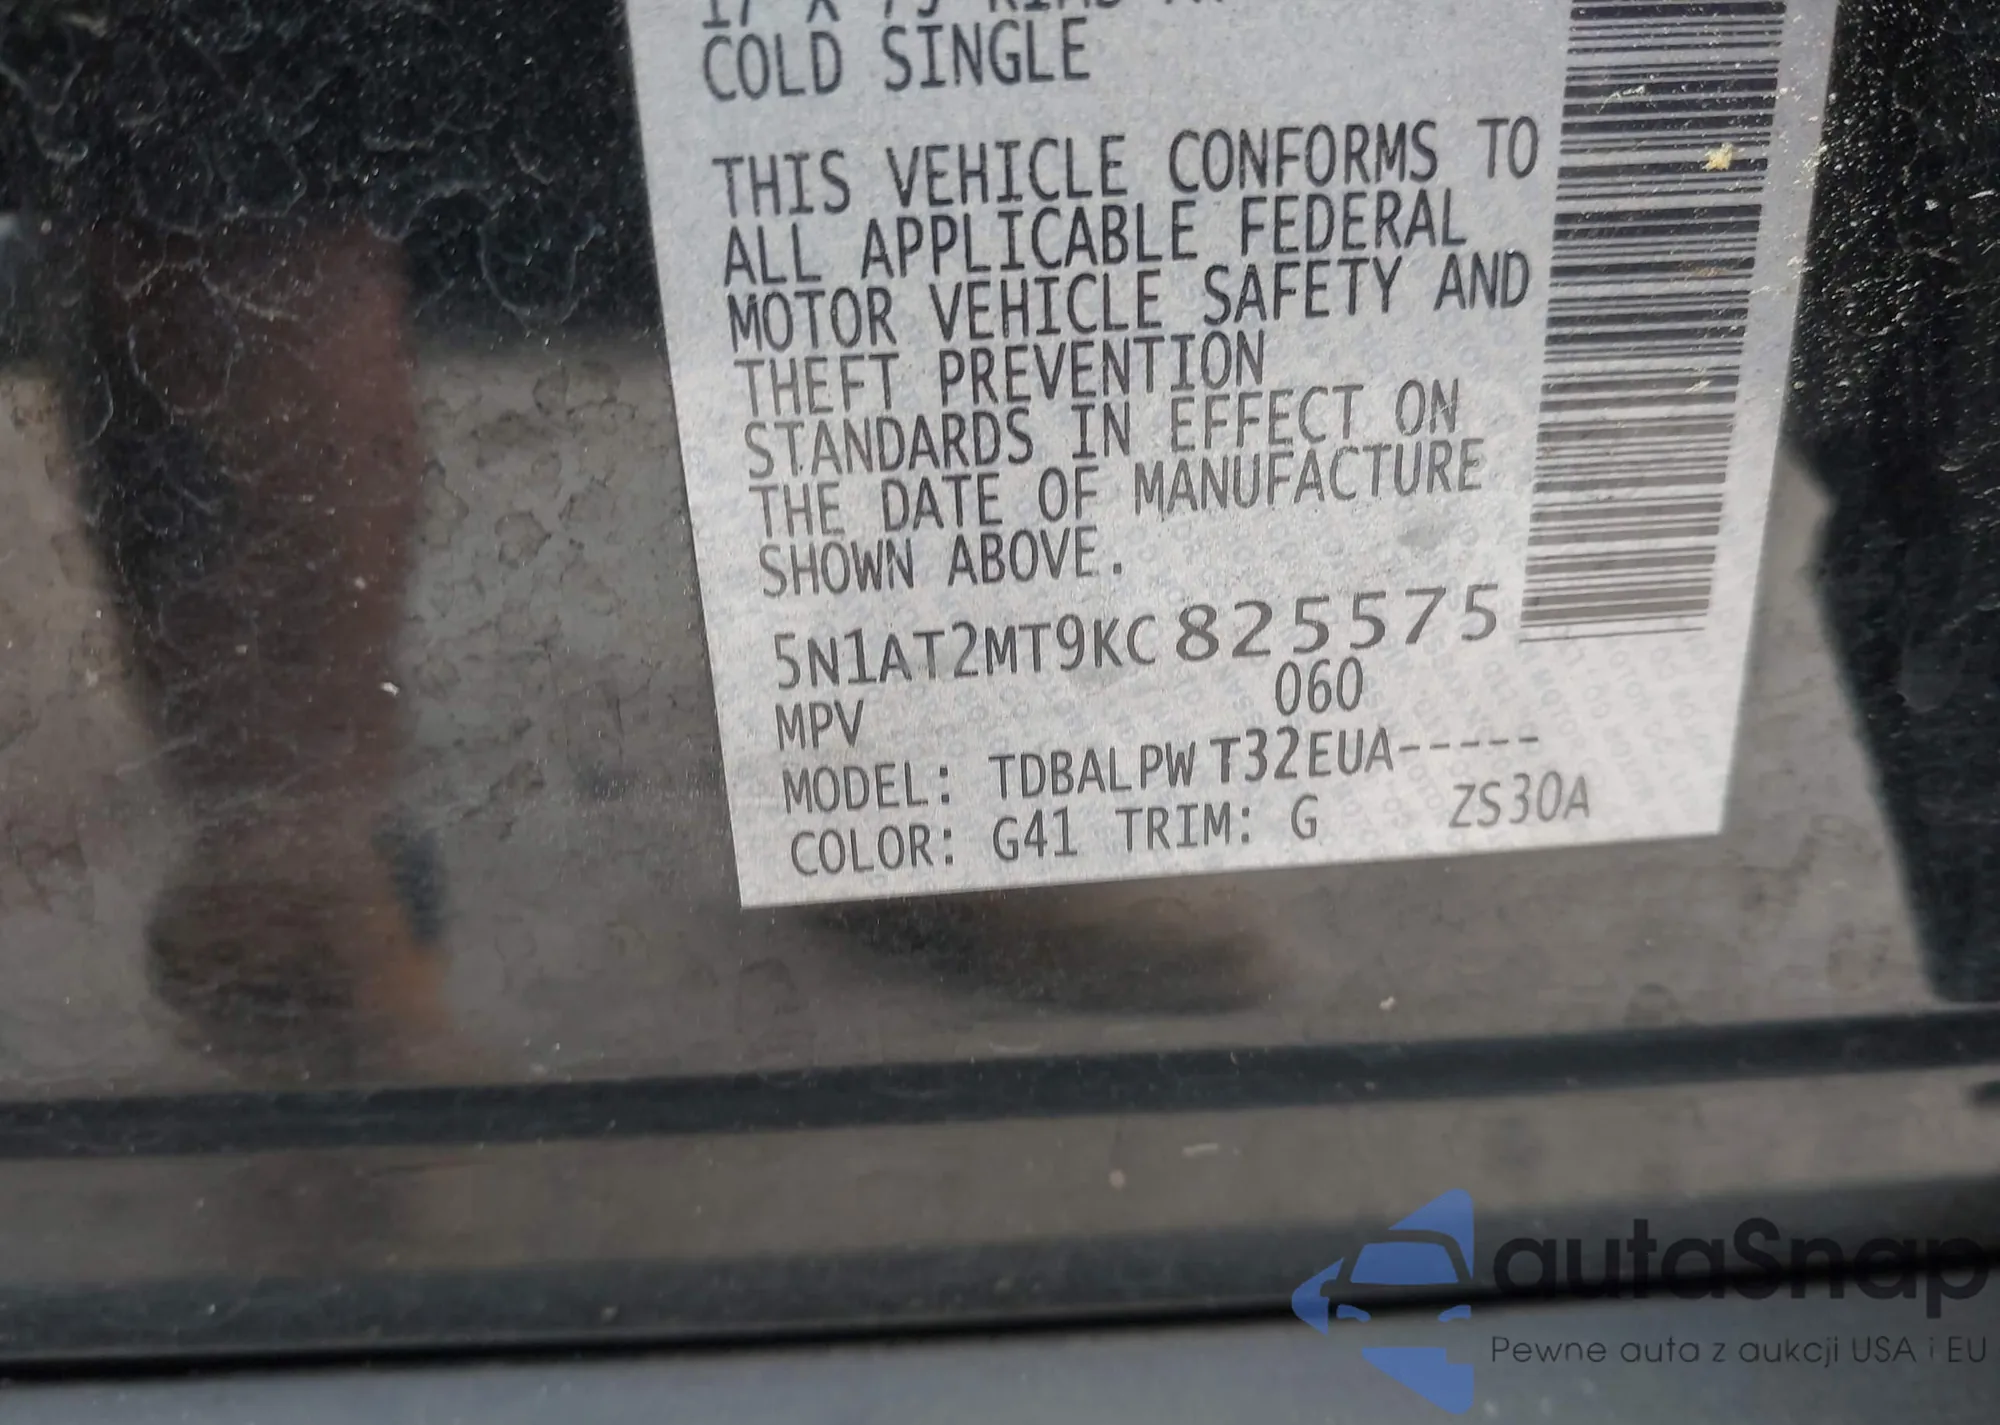 COLD SINGLE
THIS VEHICLE CONFORMS TO
ALL APPLICABLE FEDERAL
MOTOR VEHICLE SAFETY AND
THEFT PREVENTION
STANDARDS IN EFFECT ON
THE DATE OF MANUFACTURE
SHOWN ABOVE.
5N1AT2MT9KC825575
MPV 060
MODEL: TDBALPWT32EUA-----
COLOR: G41 TRIM: G ZS30A
autaSnap
Pewne auta z aukcji USA i EU